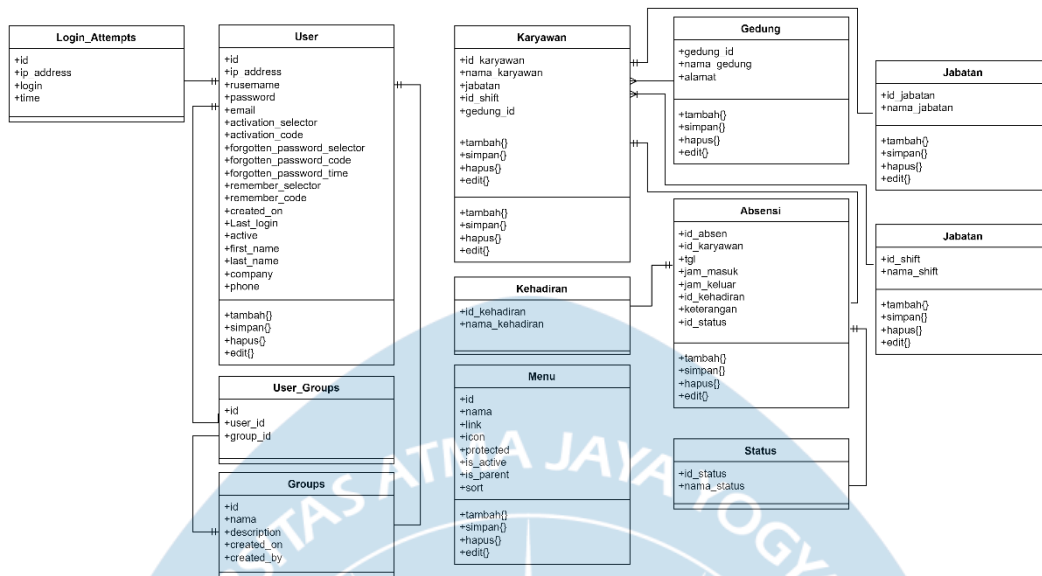 Login_Attempts
+id
+ip_address
+login
+time
User
+id
+ip_address
+rusername
+password
+email
+activation_selector
+activation_code
+forgotten_password_selector
+forgotten_password_code
+forgotten_password_time
+remember_selector
+remember_code
+created_on
+Last_login
+active
+first_name
+last_name
+company
+phone
+tambah{}
+simpan{}
+hapus{}
+edit{}
User_Groups
+id
+user_id
+group_id
Groups
+id
+nama
+description
+created_on
+created_by
Karyawan
+id_karyawan
+nama_karyawan
+jabatan
+id_shift
+gedung_id
+tambah{}
+simpan{}
+hapus{}
+edit{}
+tambah{}
+simpan{}
+hapus{}
+edit{}
Kehadiran
+id_kehadiran
+nama_kehadiran
Menu
+id
+nama
+link
+icon
+protected
+is_active
+is_parent
+sort
+tambah{}
+simpan{}
+hapus{}
+edit{}
Gedung
+gedung_id
+nama_gedung
+alamat
+tambah{}
+simpan{}
+hapus{}
+edit{}
Absensi
+id_absen
+id_karyawan
+tgl
+jam_masuk
+jam_keluar
+id_kehadiran
+keterangan
+id_status
+tambah{}
+simpan{}
+hapus{}
+edit{}
Status
+id_status
+nama_status
Jabatan
+id_jabatan
+nama_jabatan
+tambah{}
+simpan{}
+hapus{}
+edit{}
Jabatan
+id_shift
+nama_shift
+tambah{}
+simpan{}
+hapus{}
+edit{}
ATMA JAYA